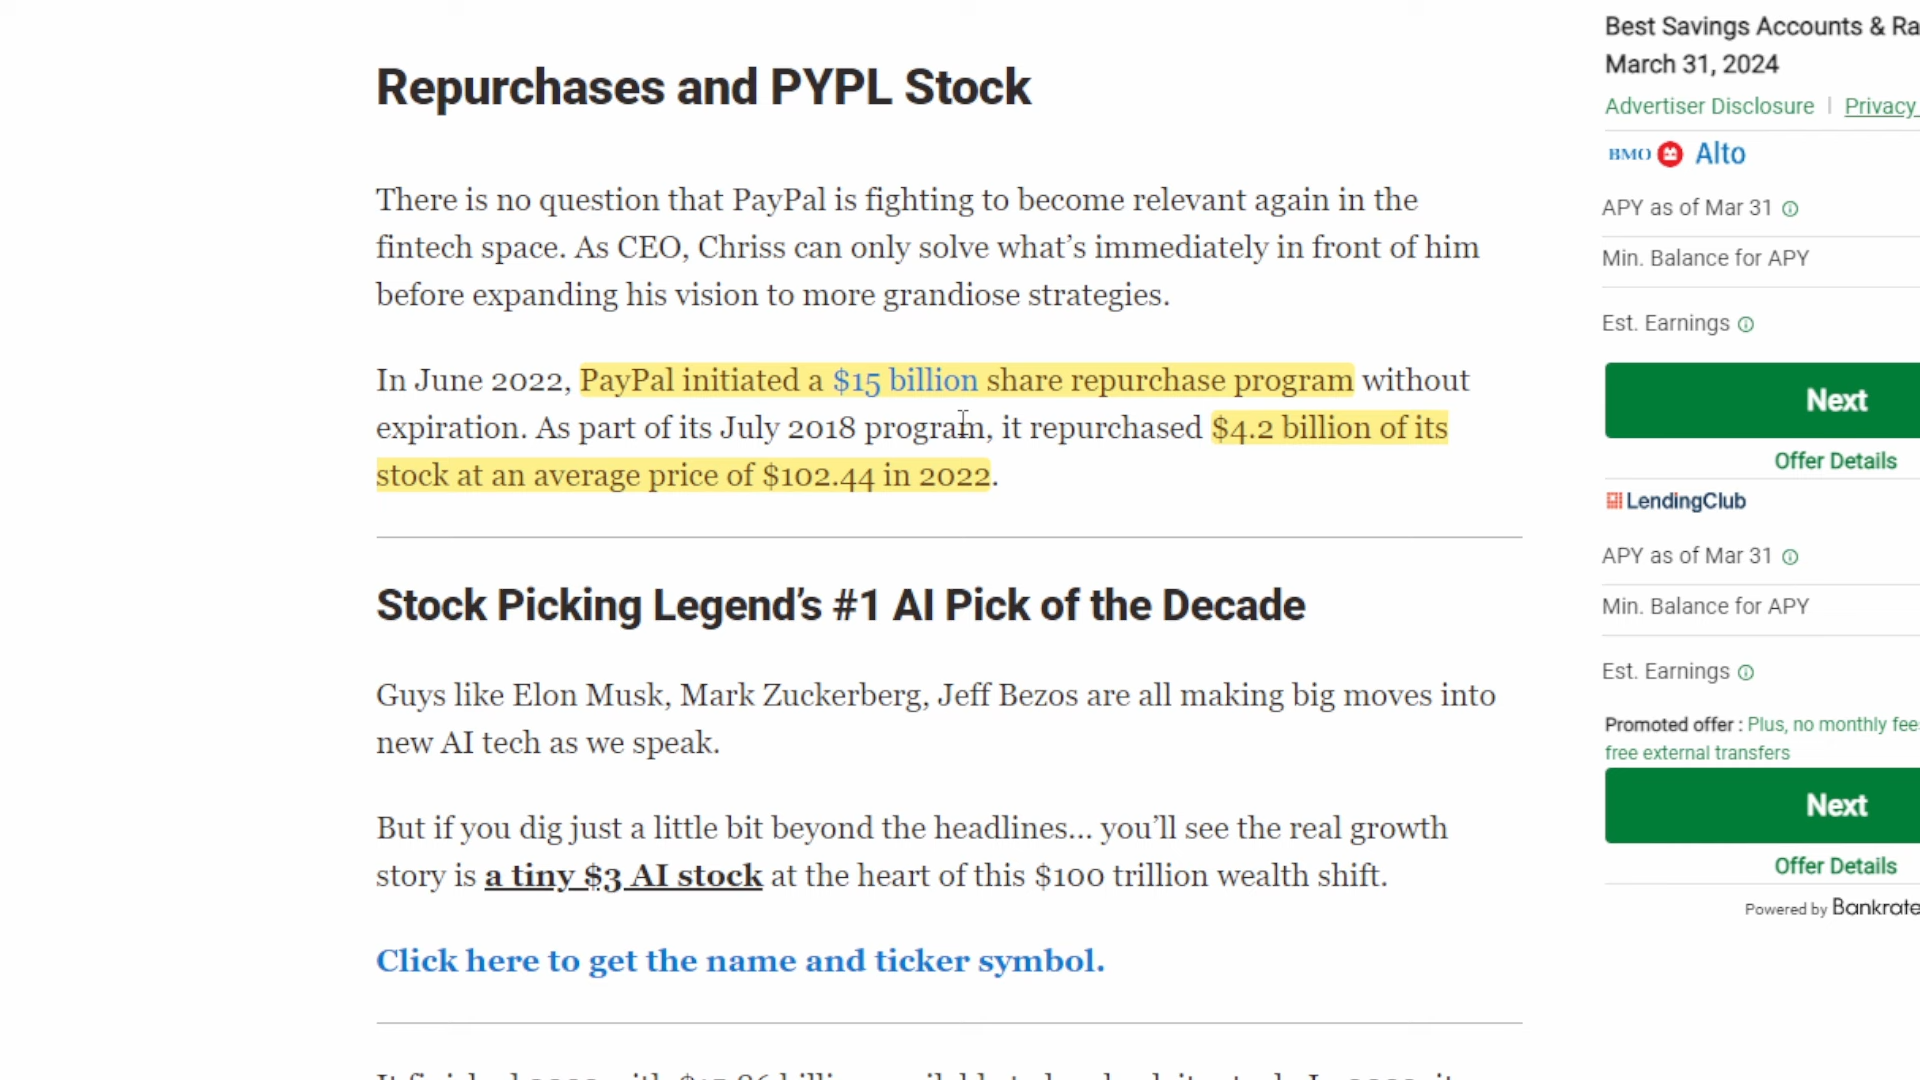 Repurchases and PYPL Stock
There is no question that PayPal is fighting to become relevant again in the
fintech space. As CEO, Chriss can only solve what’s immediately in front of him
before expanding his vision to more grandiose strategies.
In June 2022, PayPal initiated a $15 billion share repurchase program without
expiration. As part of its July 2018 program, it repurchased $4.2 billion of its
stock at an average price of $102.44 in 2022.
Stock Picking Legend’s #1 AI Pick of the Decade
Guys like Elon Musk, Mark Zuckerberg, Jeff Bezos are all making big moves into
new AI tech as we speak.
But if you dig just a little bit beyond the headlines... you’ll see the real growth
story is a tiny $3 AI stock at the heart of this $100 trillion wealth shift.
Click here to get the name and ticker symbol.
Best Savings Accounts & Ra
March 31, 2024
Advertiser Disclosure | Privacy
BMO Alto
APY as of Mar 31
Min. Balance for APY
Est. Earnings
Next
Offer Details
LendingClub
APY as of Mar 31
Min. Balance for APY
Est. Earnings
Promoted offer : Plus, no monthly fee
free external transfers
Next
Offer Details
Powered by Bankrate